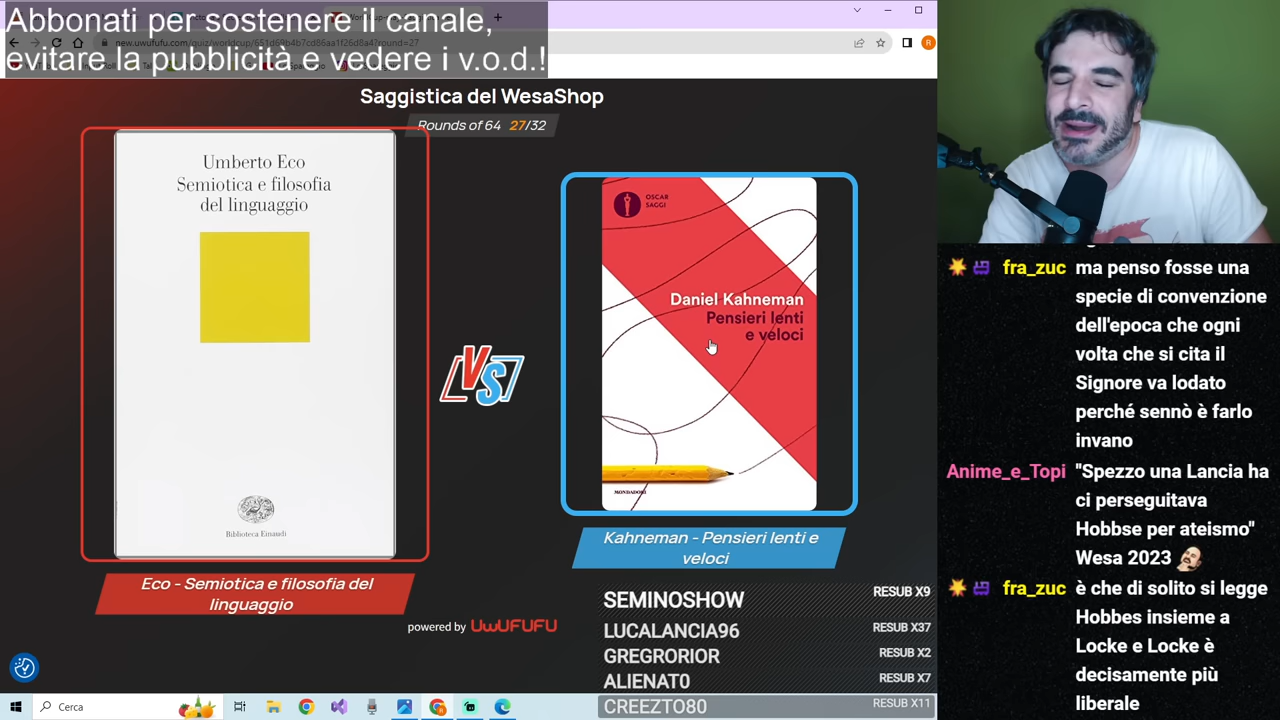 Abbonati per sostenere il canale,
evitare la pubblicità e vedere i v.o.d.!
Saggistica del WesaShop
Rounds of 64 27/32
Umberto Eco
Semiotica e filosofia
del linguaggio
Biblioteca Einaudi
OSCAR
SAGGI
Daniel Kahneman
Pensieri lenti
e veloci
MONDADORI
VS
Eco - Semiotica e filosofia del
linguaggio
Kahneman - Pensieri lenti e
veloci
powered by UwUFUFU
SEMINOSHOW RESUB X9
LUCALANCIA96 RESUB X37
GREGRORIOR RESUB X2
ALIENAT0 RESUB X7
CREEZTO80 RESUB X11
fra_zuc ma penso fosse una
specie di convenzione
dell'epoca che ogni
volta che si cita il
Signore va lodato
perché sennò è farlo
invano
Anime_e_Topi "Spezzo una Lancia ha
ci perseguitava
Hobbse per ateismo"
Wesa 2023
fra_zuc è che di solito si legge
Hobbes insieme a
Locke e Locke è
decisamente più
liberale
Cerca